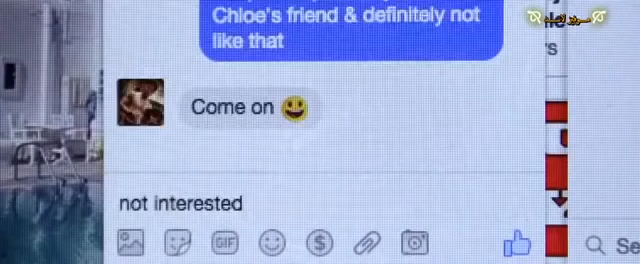 Chloe's friend & definitely not
like that
Come on 😃
not interested
GIF
$
Se